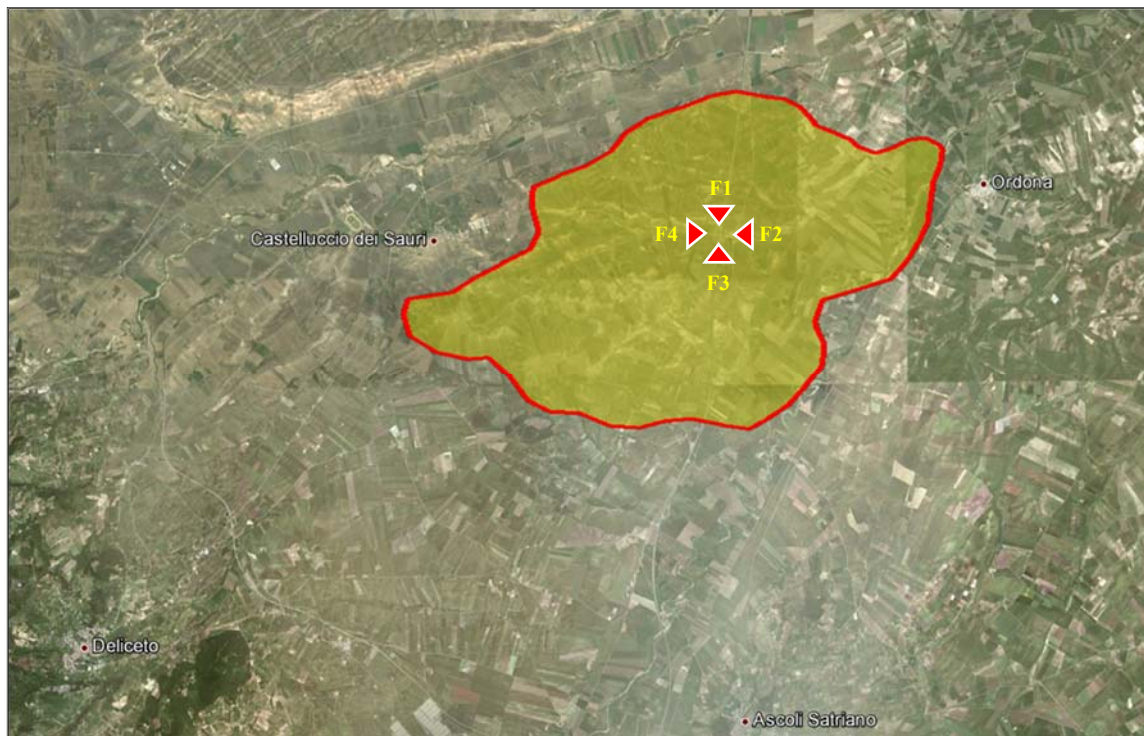 F1
Ordona
F4
F2
Castelluccio dei Sauri
F3
Deliceto
Ascoli Satriano